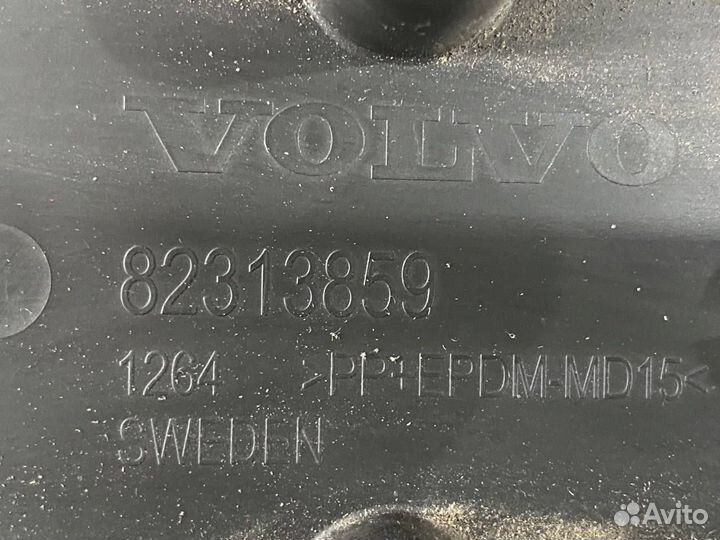 VOLVO
82313859
1264 >PP+EPDM-MD15<
SWEDEN
Avito